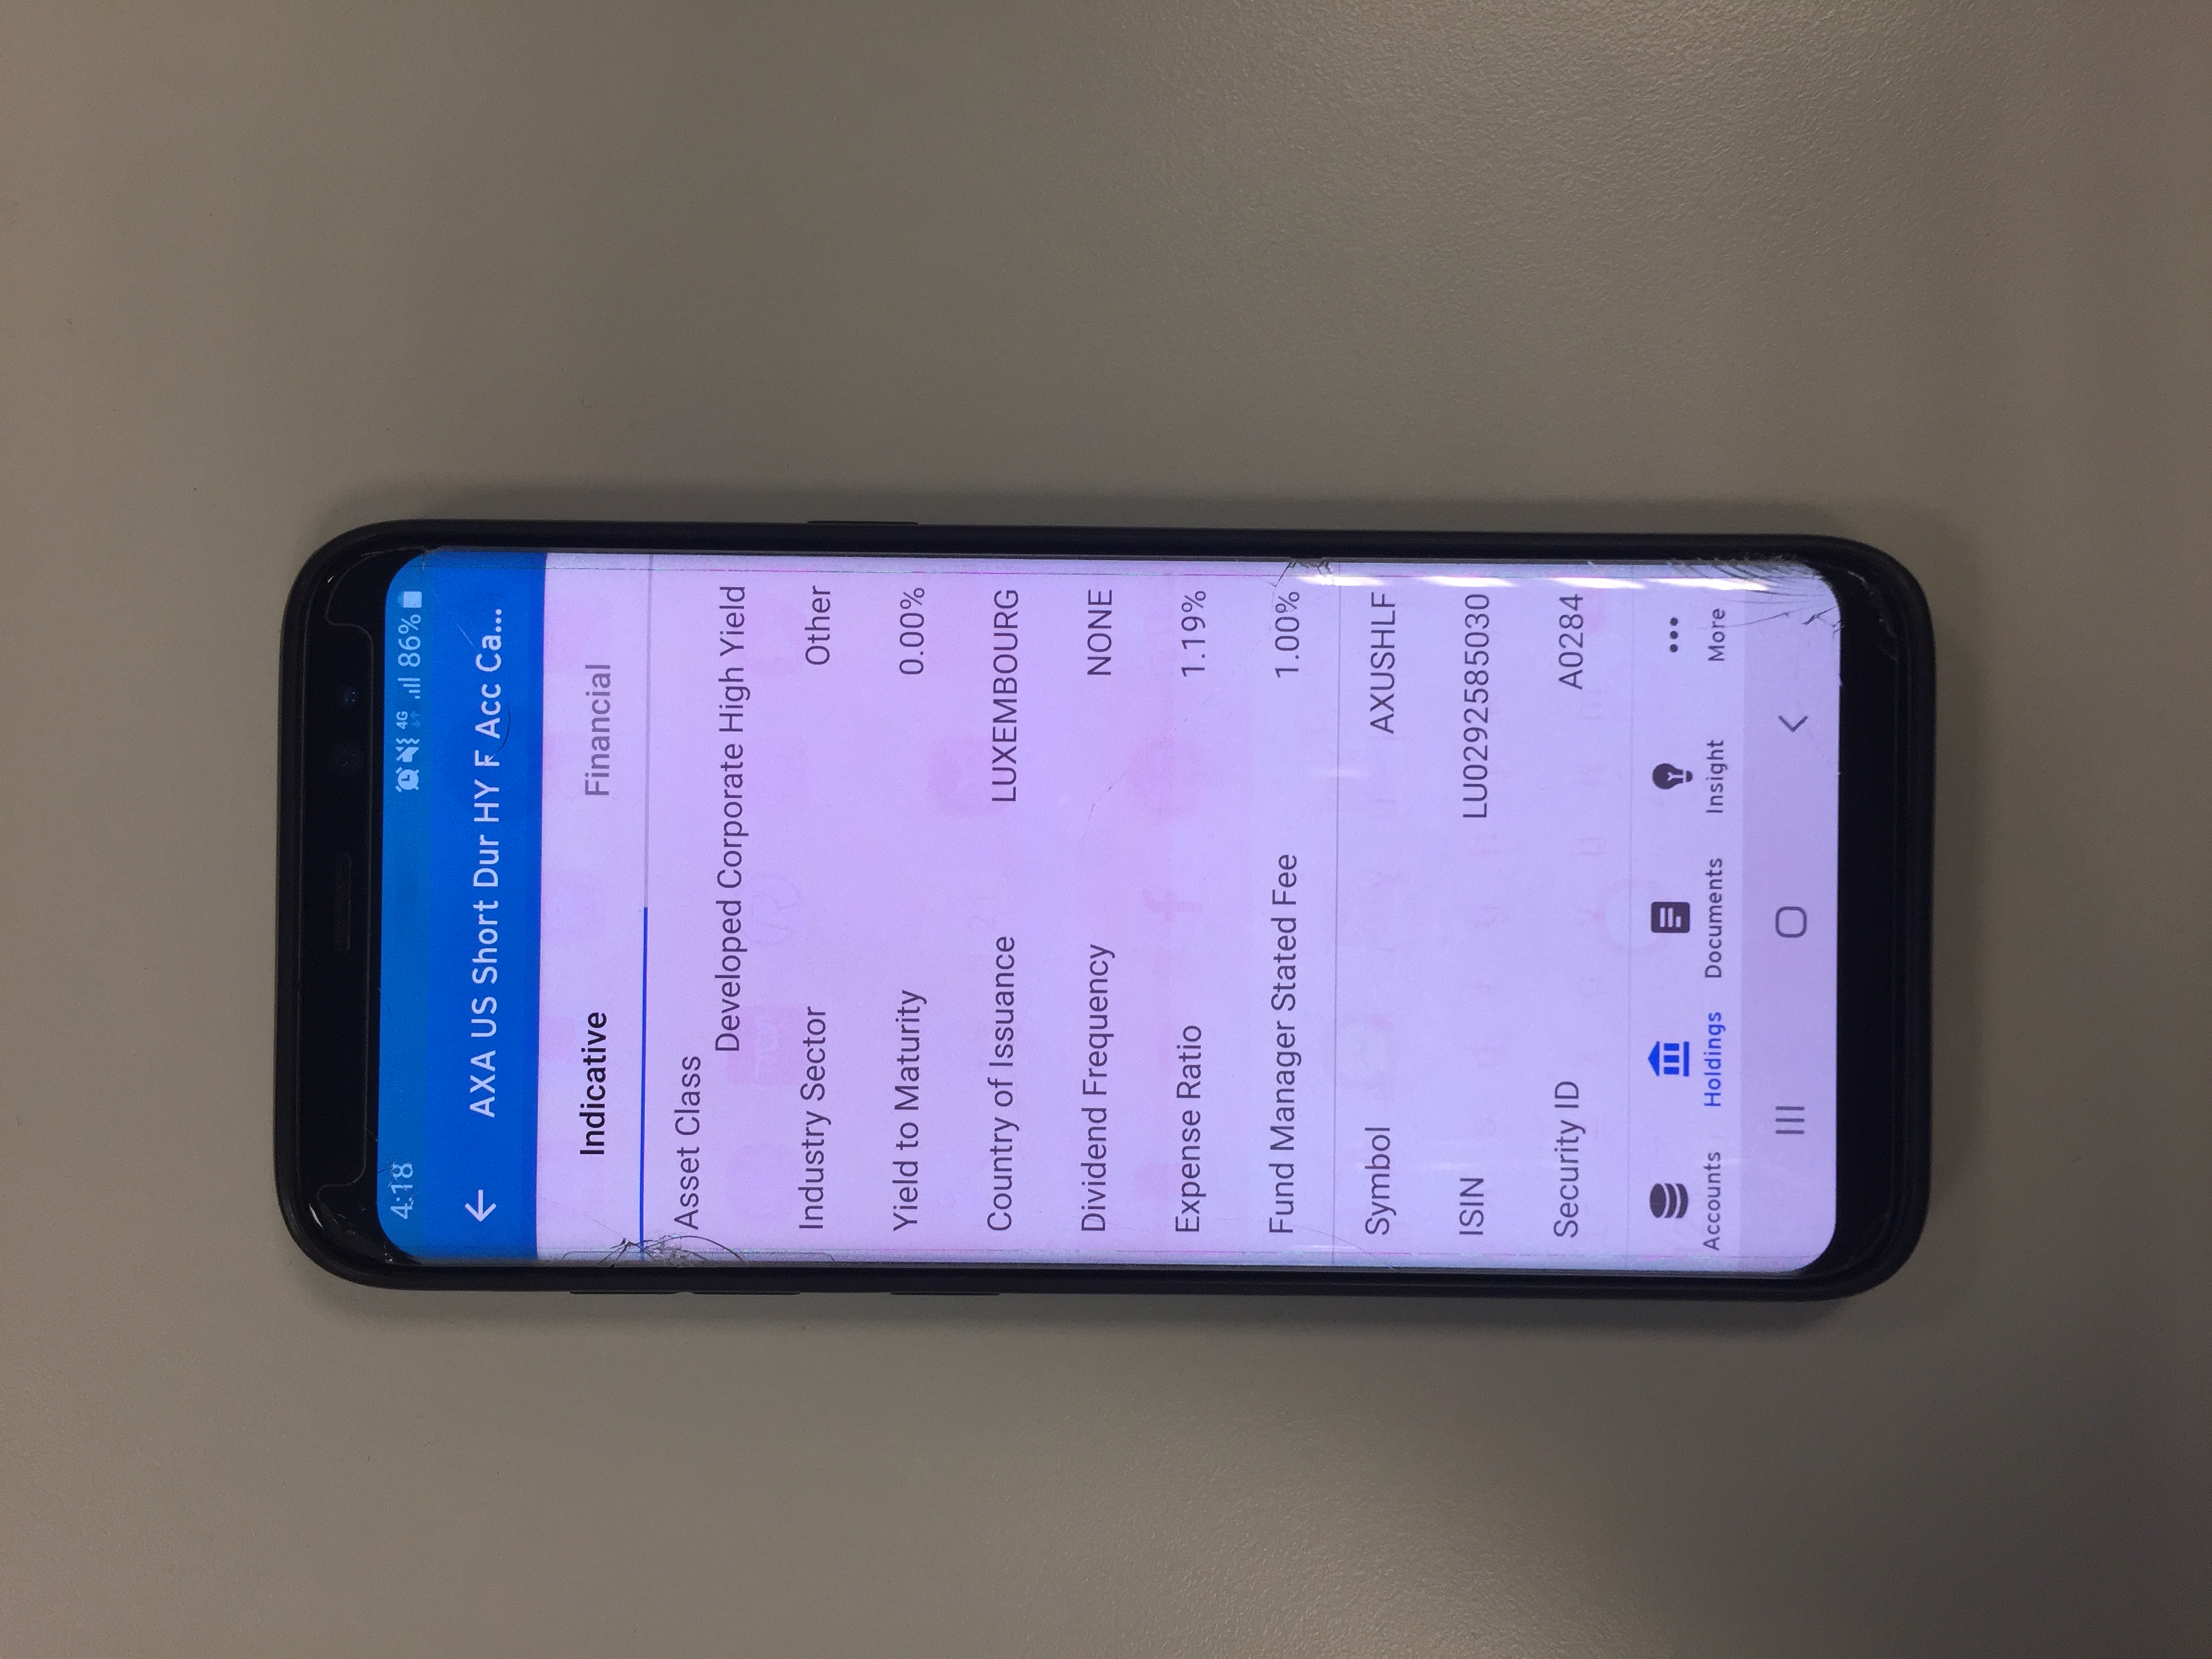 4:18 4G 86%
AXA US Short Dur HY F Acc Ca...
Indicative Financial
Asset Class
Developed Corporate High Yield
Industry Sector Other
Yield to Maturity 0.00%
Country of Issuance LUXEMBOURG
Dividend Frequency NONE
Expense Ratio 1.19%
Fund Manager Stated Fee 1.00%
Symbol AXUSHLF
ISIN LU0292585030
Security ID A0284
Accounts Holdings Documents Insight More